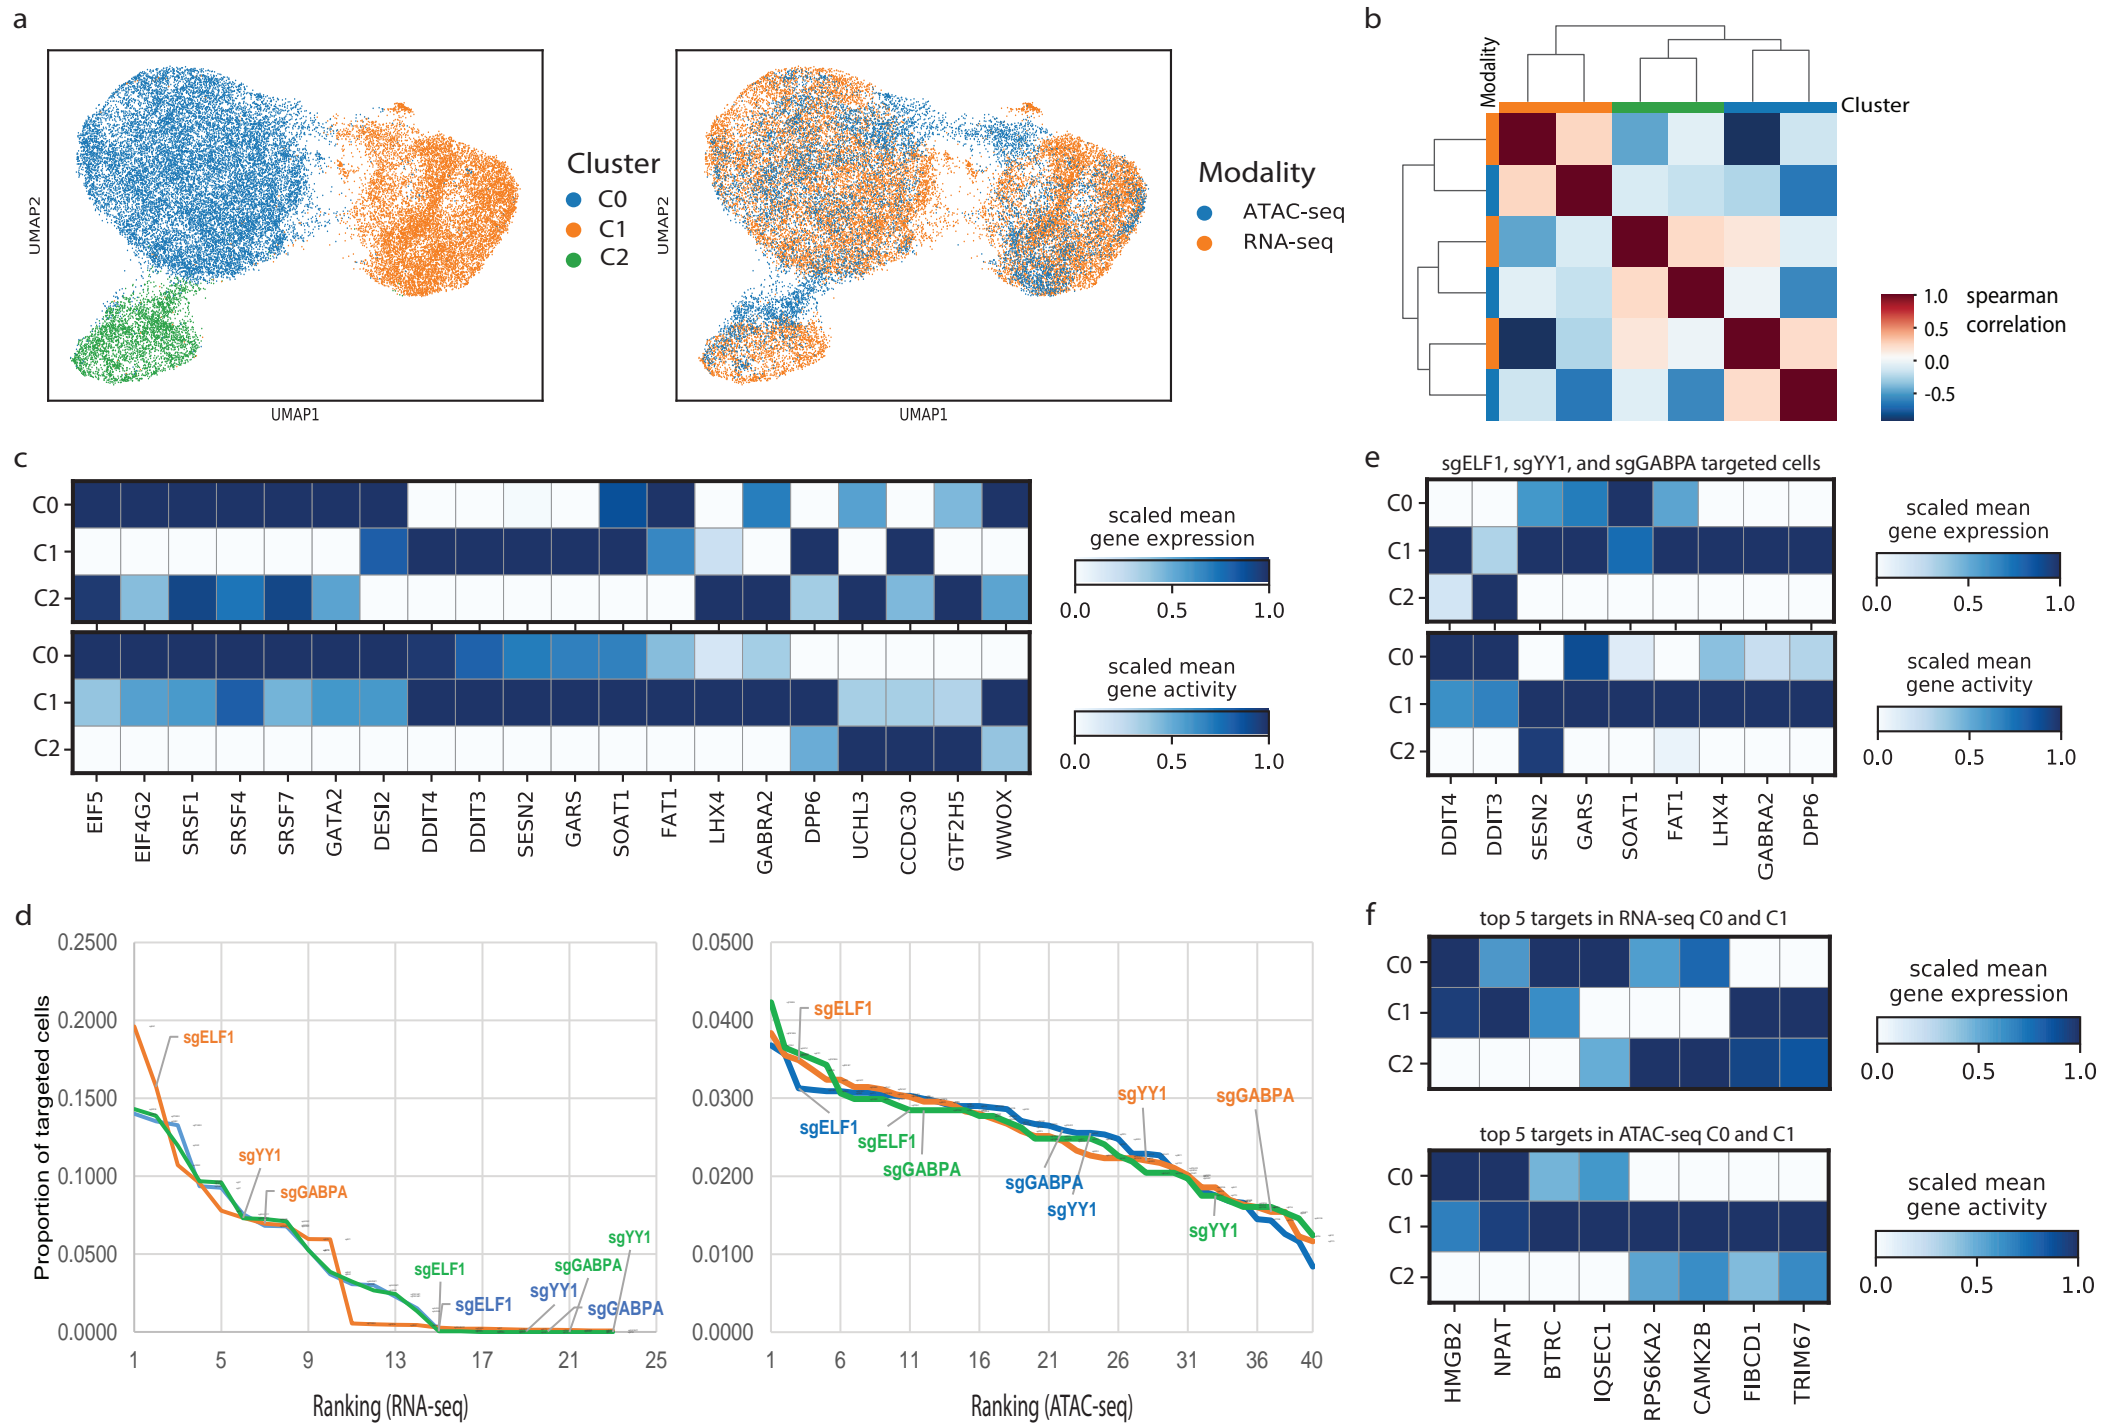 a
UMAP2
UMAP1
Cluster
C0
C1
C2
UMAP2
UMAP1
Modality
ATAC-seq
RNA-seq
b
Modality
Cluster
1.0
0.5
0.0
-0.5
spearman
correlation
c
C0
C1
C2
C0
C1
C2
EIF5
EIF4G2
SRSF1
SRSF4
SRSF7
GATA2
DESI2
DDIT4
DDIT3
SESN2
GARS
SOAT1
FAT1
LHX4
GABRA2
DPP6
UCHL3
CCDC30
GTF2H5
WWOX
scaled mean
gene expression
0.0 0.5 1.0
scaled mean
gene activity
0.0 0.5 1.0
e
sgELF1, sgYY1, and sgGABPA targeted cells
C0
C1
C2
C0
C1
C2
DDIT4
DDIT3
SESN2
GARS
SOAT1
FAT1
LHX4
GABRA2
DPP6
scaled mean
gene expression
0.0 0.5 1.0
scaled mean
gene activity
0.0 0.5 1.0
d
Proportion of targeted cells
0.2500
0.2000
0.1500
0.1000
0.0500
0.0000
sgELF1
sgYY1
sgGABPA
sgYY1
sgELF1
sgGABPA
sgYY1
sgELF1
sgGABPA
1 5 9 13 17 21 25
Ranking (RNA-seq)
0.0500
0.0400
0.0300
0.0200
0.0100
0.0000
sgELF1
sgYY1
sgGABPA
sgELF1
sgELF1
sgGABPA
sgGABPA
sgYY1
sgYY1
1 6 11 16 21 26 31 36 40
Ranking (ATAC-seq)
f
top 5 targets in RNA-seq C0 and C1
C0
C1
C2
scaled mean
gene expression
0.0 0.5 1.0
top 5 targets in ATAC-seq C0 and C1
C0
C1
C2
HMGB2
NPAT
BTRC
IQSEC1
RPS6KA2
CAMK2B
FIBCD1
TRIM67
scaled mean
gene activity
0.0 0.5 1.0